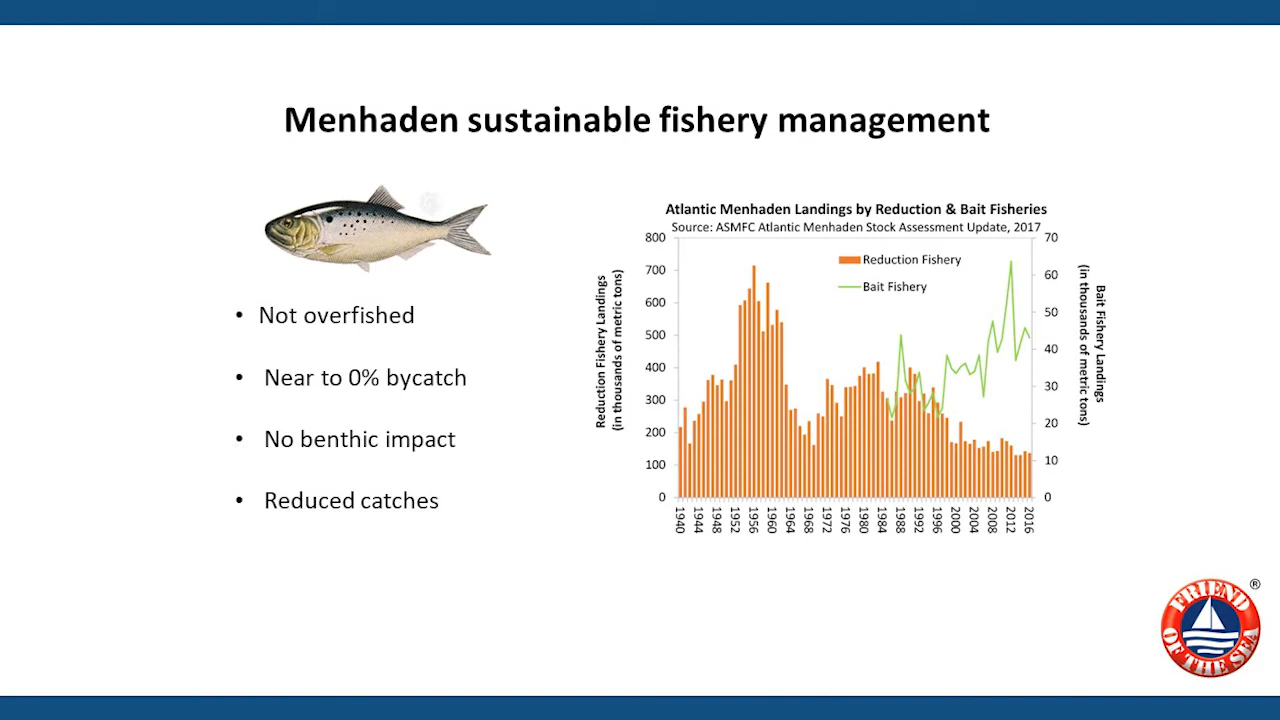 Menhaden sustainable fishery management
• Not overfished
• Near to 0% bycatch
• No benthic impact
• Reduced catches
Atlantic Menhaden Landings by Reduction & Bait Fisheries
Source: ASMFC Atlantic Menhaden Stock Assessment Update, 2017
Reduction Fishery
Bait Fishery
Reduction Fishery Landings
(in thousands of metric tons)
800
700
600
500
400
300
200
100
0
70
60
50
40
30
20
10
0
Bait Fishery Landings
(in thousands of metric tons)
1940 1944 1948 1952 1956 1960 1964 1968 1972 1976 1980 1984 1988 1992 1996 2000 2004 2008 2012 2016
FRIEND
OF THE SEA
®